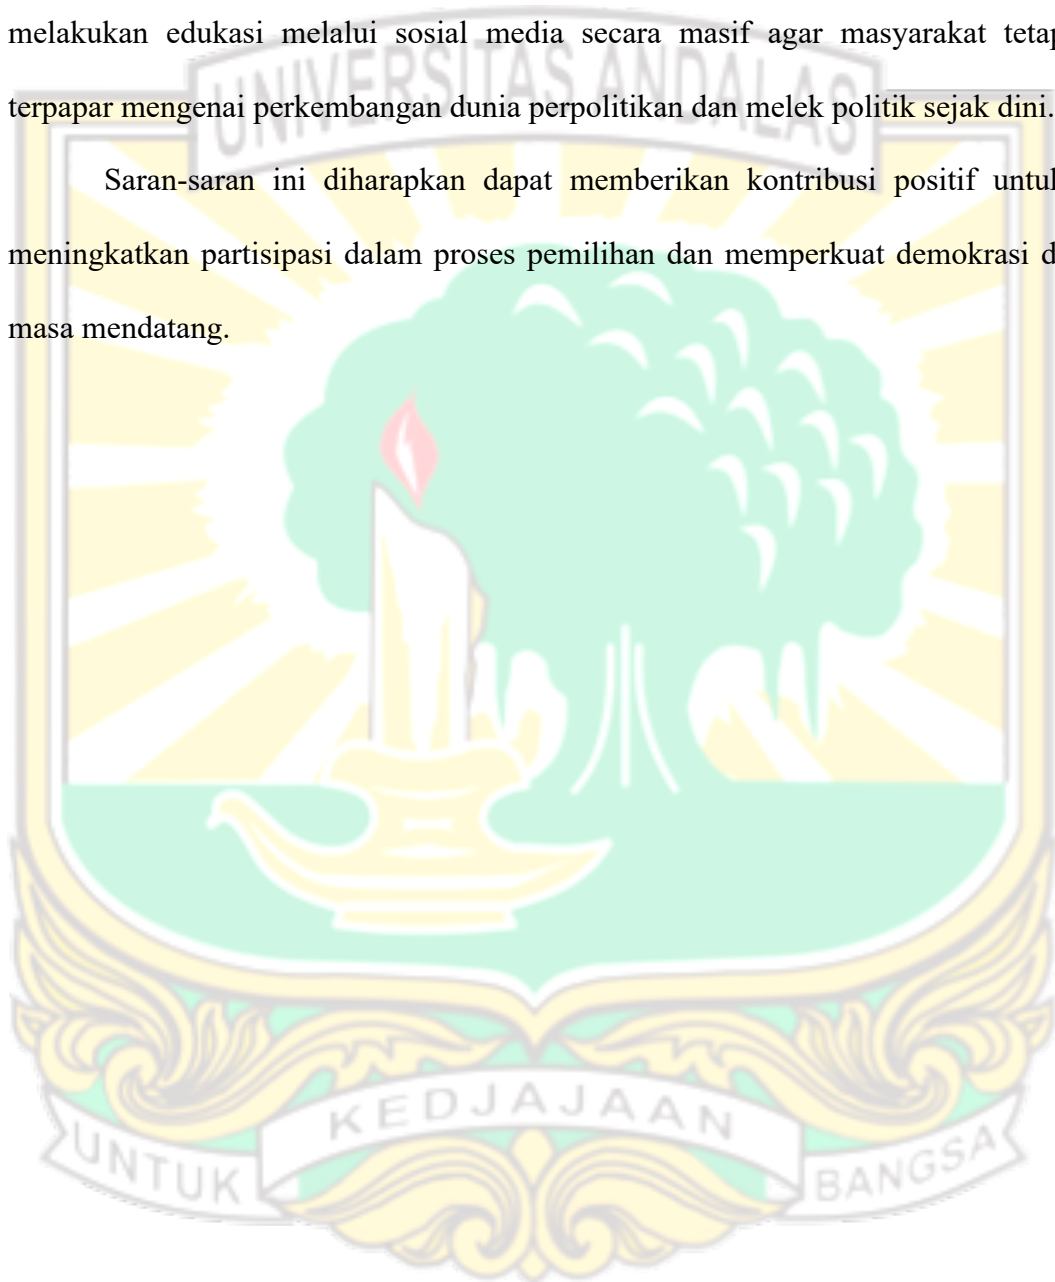 melakukan edukasi melalui sosial media secara masif agar masyarakat tetap
UNIVERSITAS ANDALAS
terpapar mengenai perkembangan dunia perpolitikan dan melek politik sejak dini.
Saran-saran ini diharapkan dapat memberikan kontribusi positif untuk
meningkatkan partisipasi dalam proses pemilihan dan memperkuat demokrasi d
masa mendatang.
KEDJAJAAN
UNTUK
BANGSA